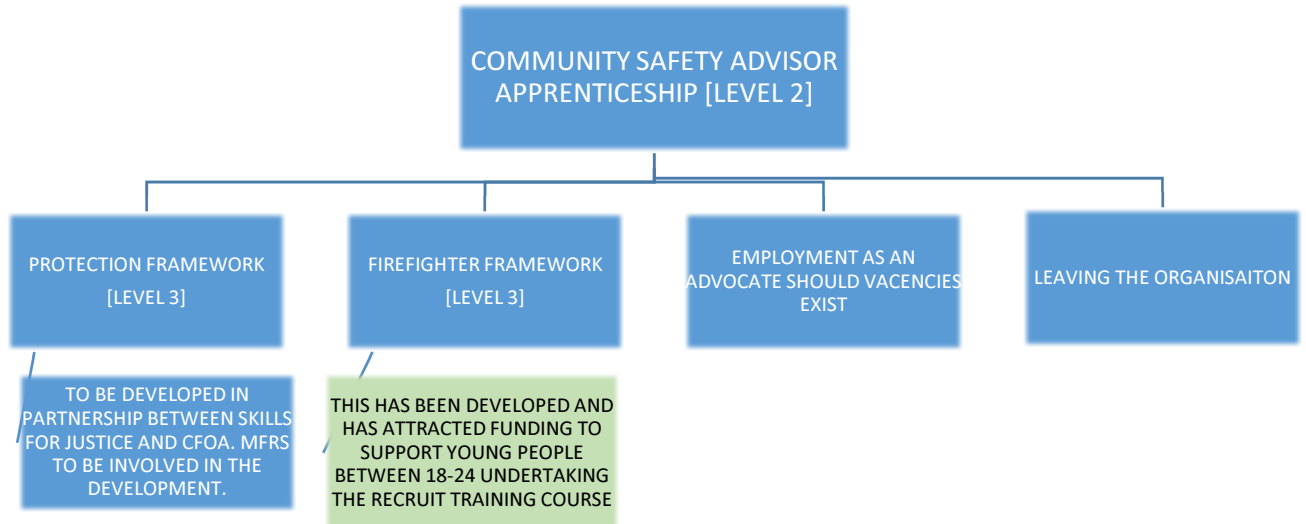 COMMUNITY SAFETY ADVISOR
APPRENTICESHIP [LEVEL 2]
PROTECTION FRAMEWORK
[LEVEL 3]
FIREFIGHTER FRAMEWORK
[LEVEL 3]
EMPLOYMENT AS AN
ADVOCATE SHOULD VACENCIES
EXIST
LEAVING THE ORGANISAITON
TO BE DEVELOPED IN
PARTNERSHIP BETWEEN SKILLS
FOR JUSTICE AND CFOA. MFRS
TO BE INVOLVED IN THE
DEVELOPMENT.
THIS HAS BEEN DEVELOPED AND
HAS ATTRACTED FUNDING TO
SUPPORT YOUNG PEOPLE
BETWEEN 18-24 UNDERTAKING
THE RECRUIT TRAINING COURSE